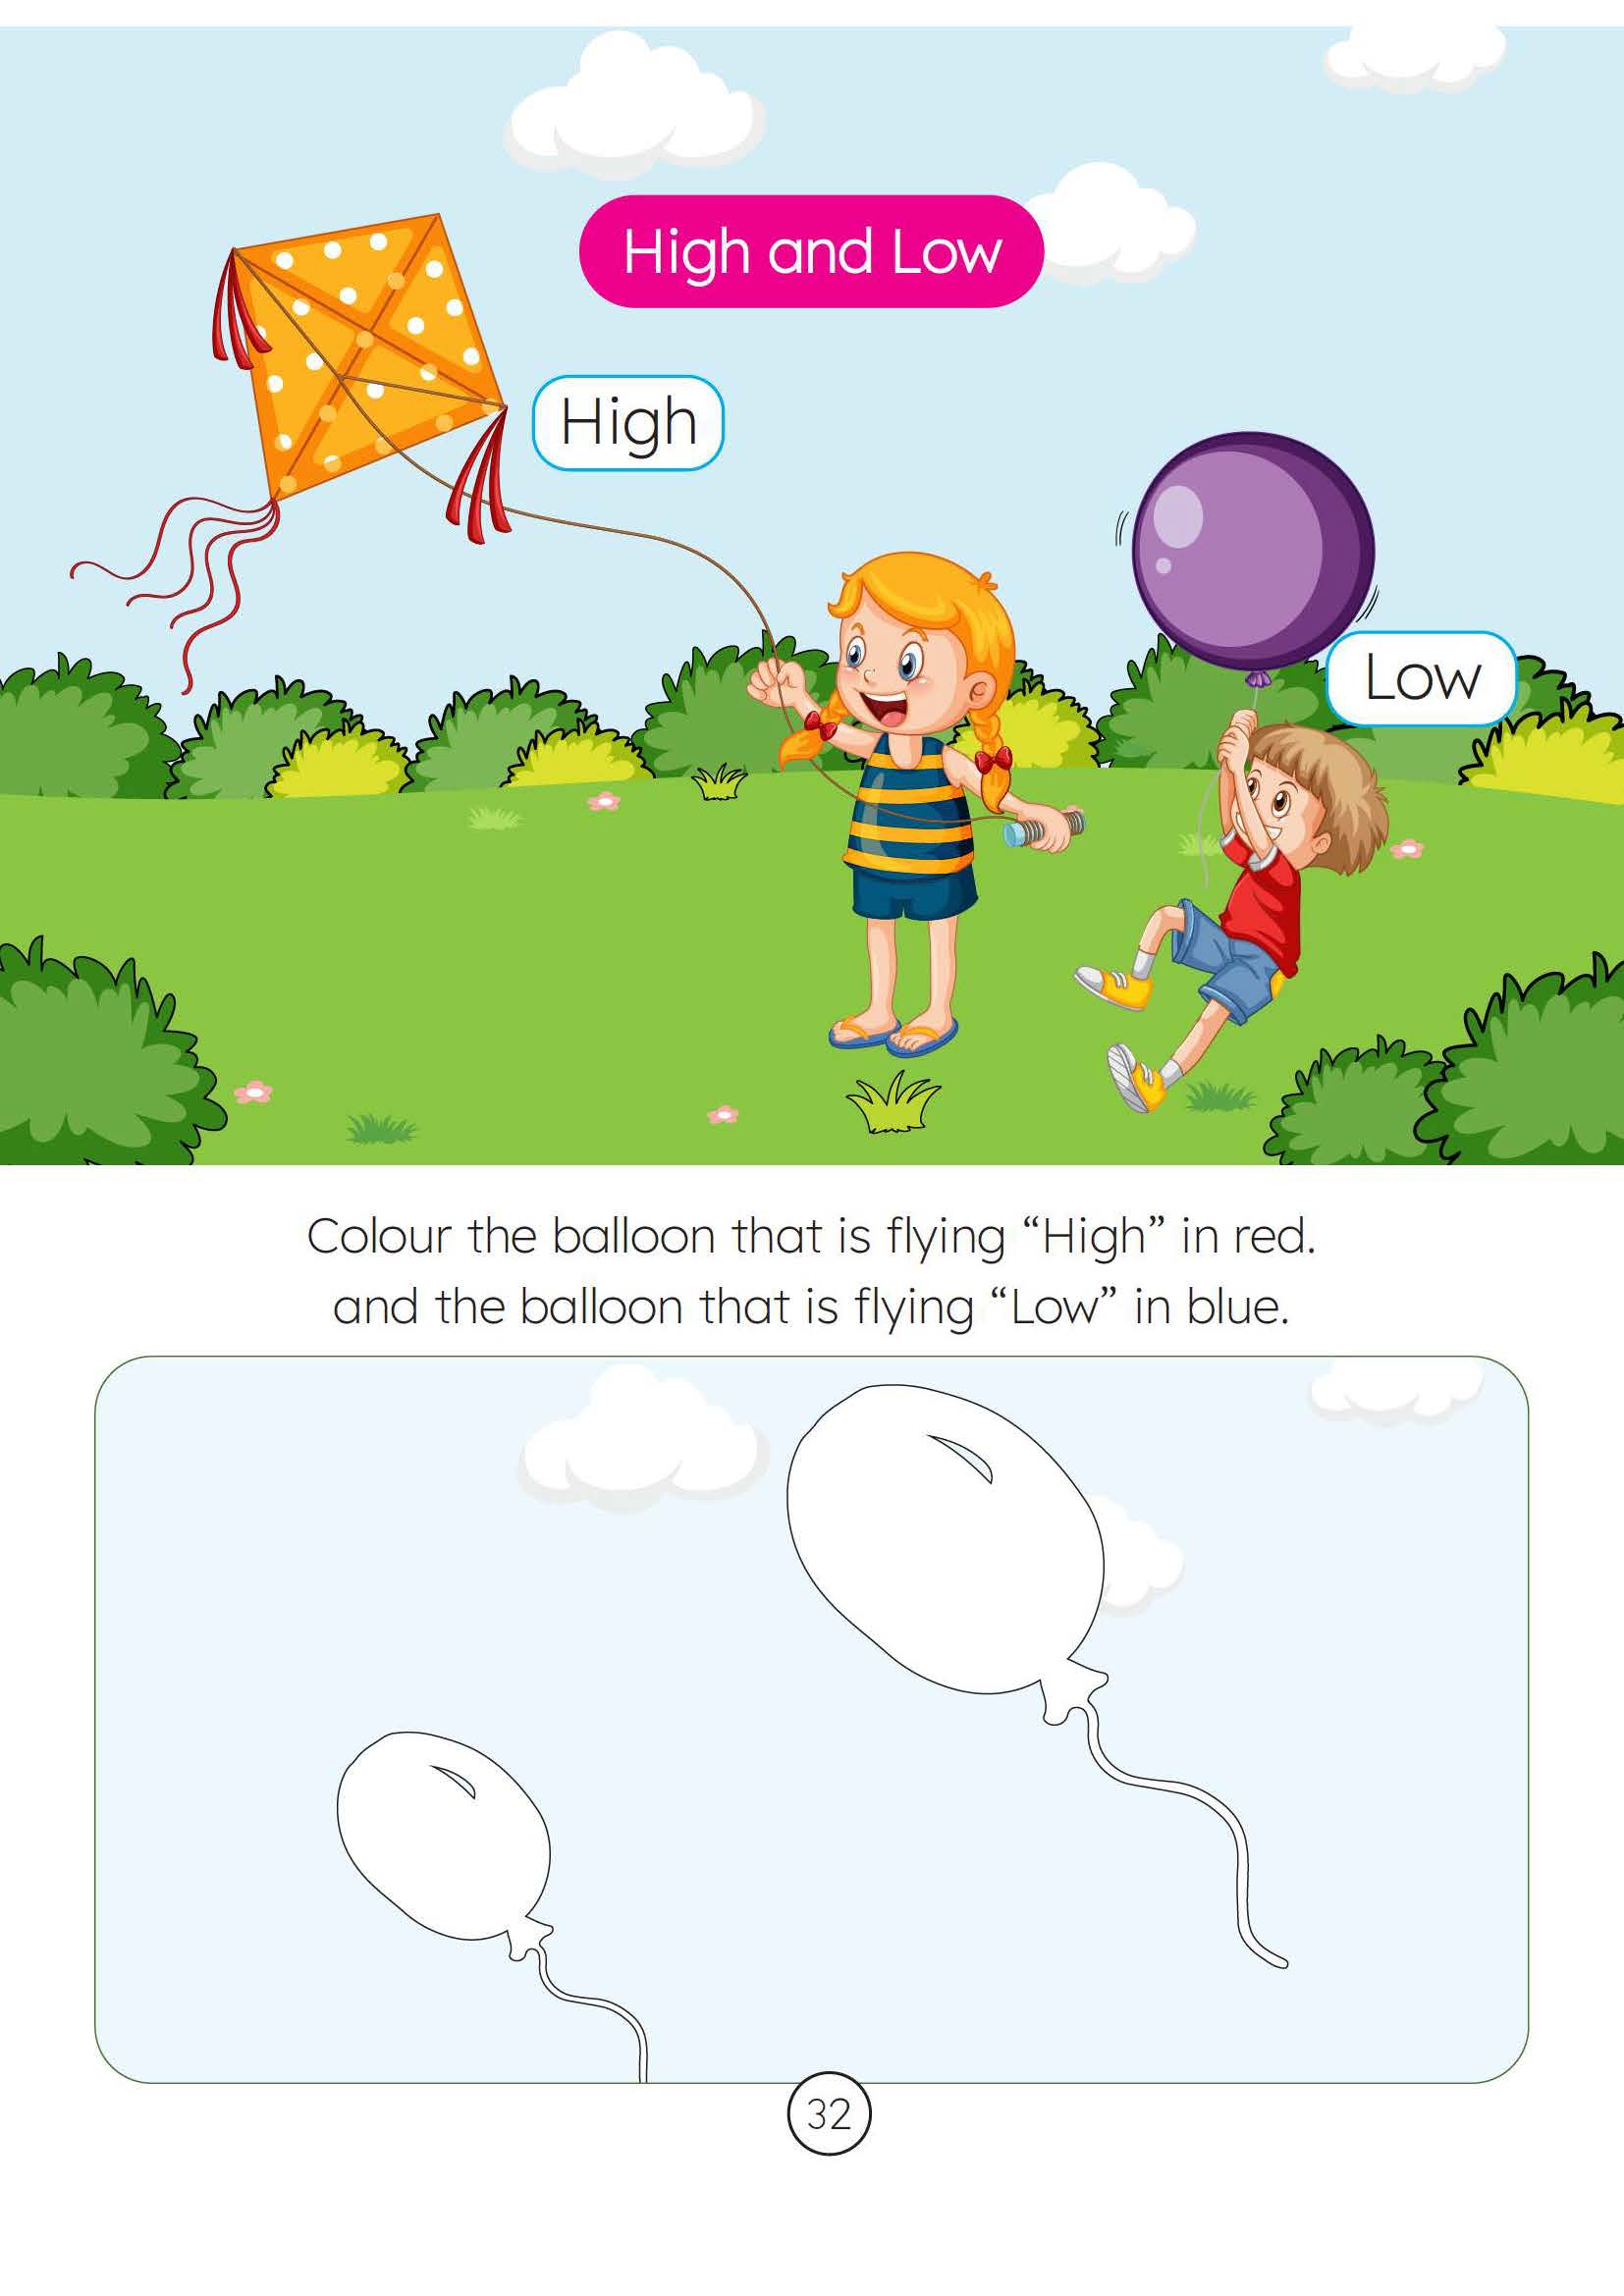 High and Low
High
Low
Colour the balloon that is flying “High” in red.
and the balloon that is flying “Low” in blue.
32